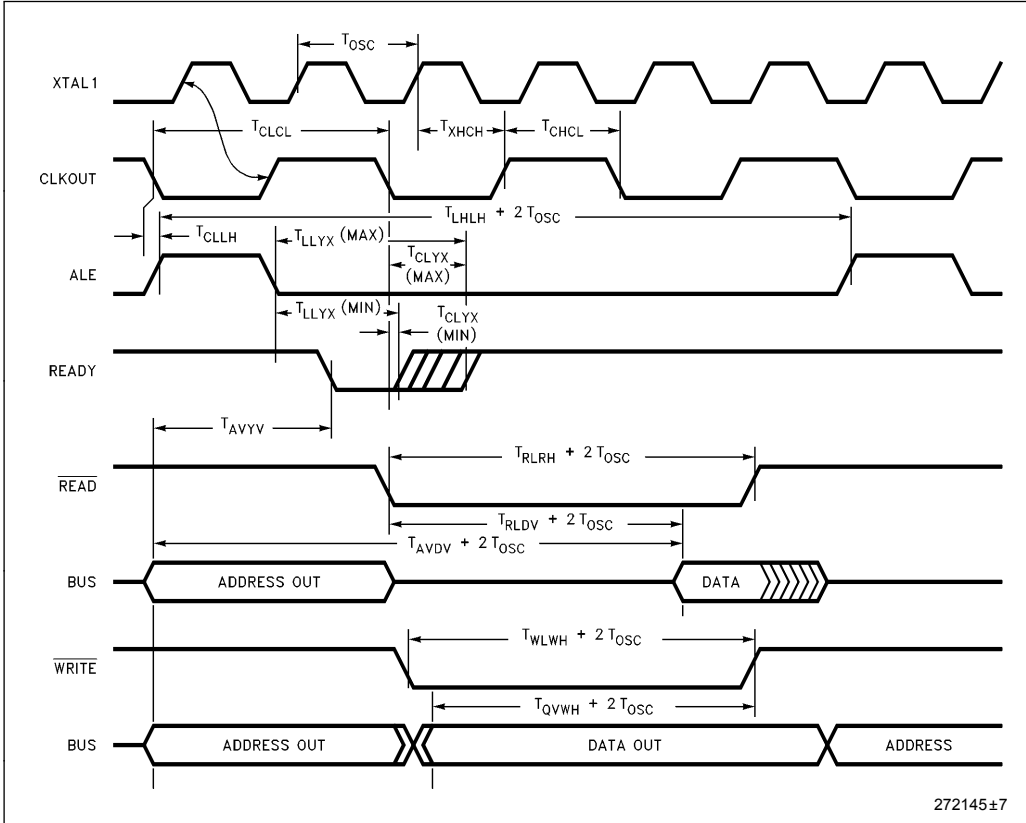 T_OSC
XTAL1
T_CLCL
T_XHCH
T_CHCL
CLKOUT
T_LHLH + 2 T_OSC
T_CLLH
T_LLYX (MAX)
T_CLYX
(MAX)
ALE
T_LLYX (MIN)
T_CLYX
(MIN)
READY
T_AVYV
T_RLRH + 2 T_OSC
READ
T_RLDV + 2 T_OSC
T_AVDV + 2 T_OSC
BUS
ADDRESS OUT
DATA
T_WLWH + 2 T_OSC
WRITE
T_QVWH + 2 T_OSC
BUS
ADDRESS OUT
DATA OUT
ADDRESS
272145±7